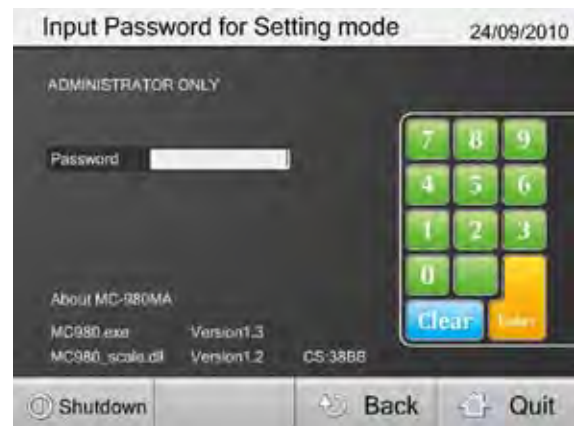 Input Password for Setting mode 24/09/2010
ADMINISTRATOR ONLY
Password
7 8 9
4 5 6
1 2 3
0
Clear Enter
About MC-980MA
MC980.exe Version1.3
MC980_scale.dll Version1.2 CS:38BB
Shutdown Back Quit